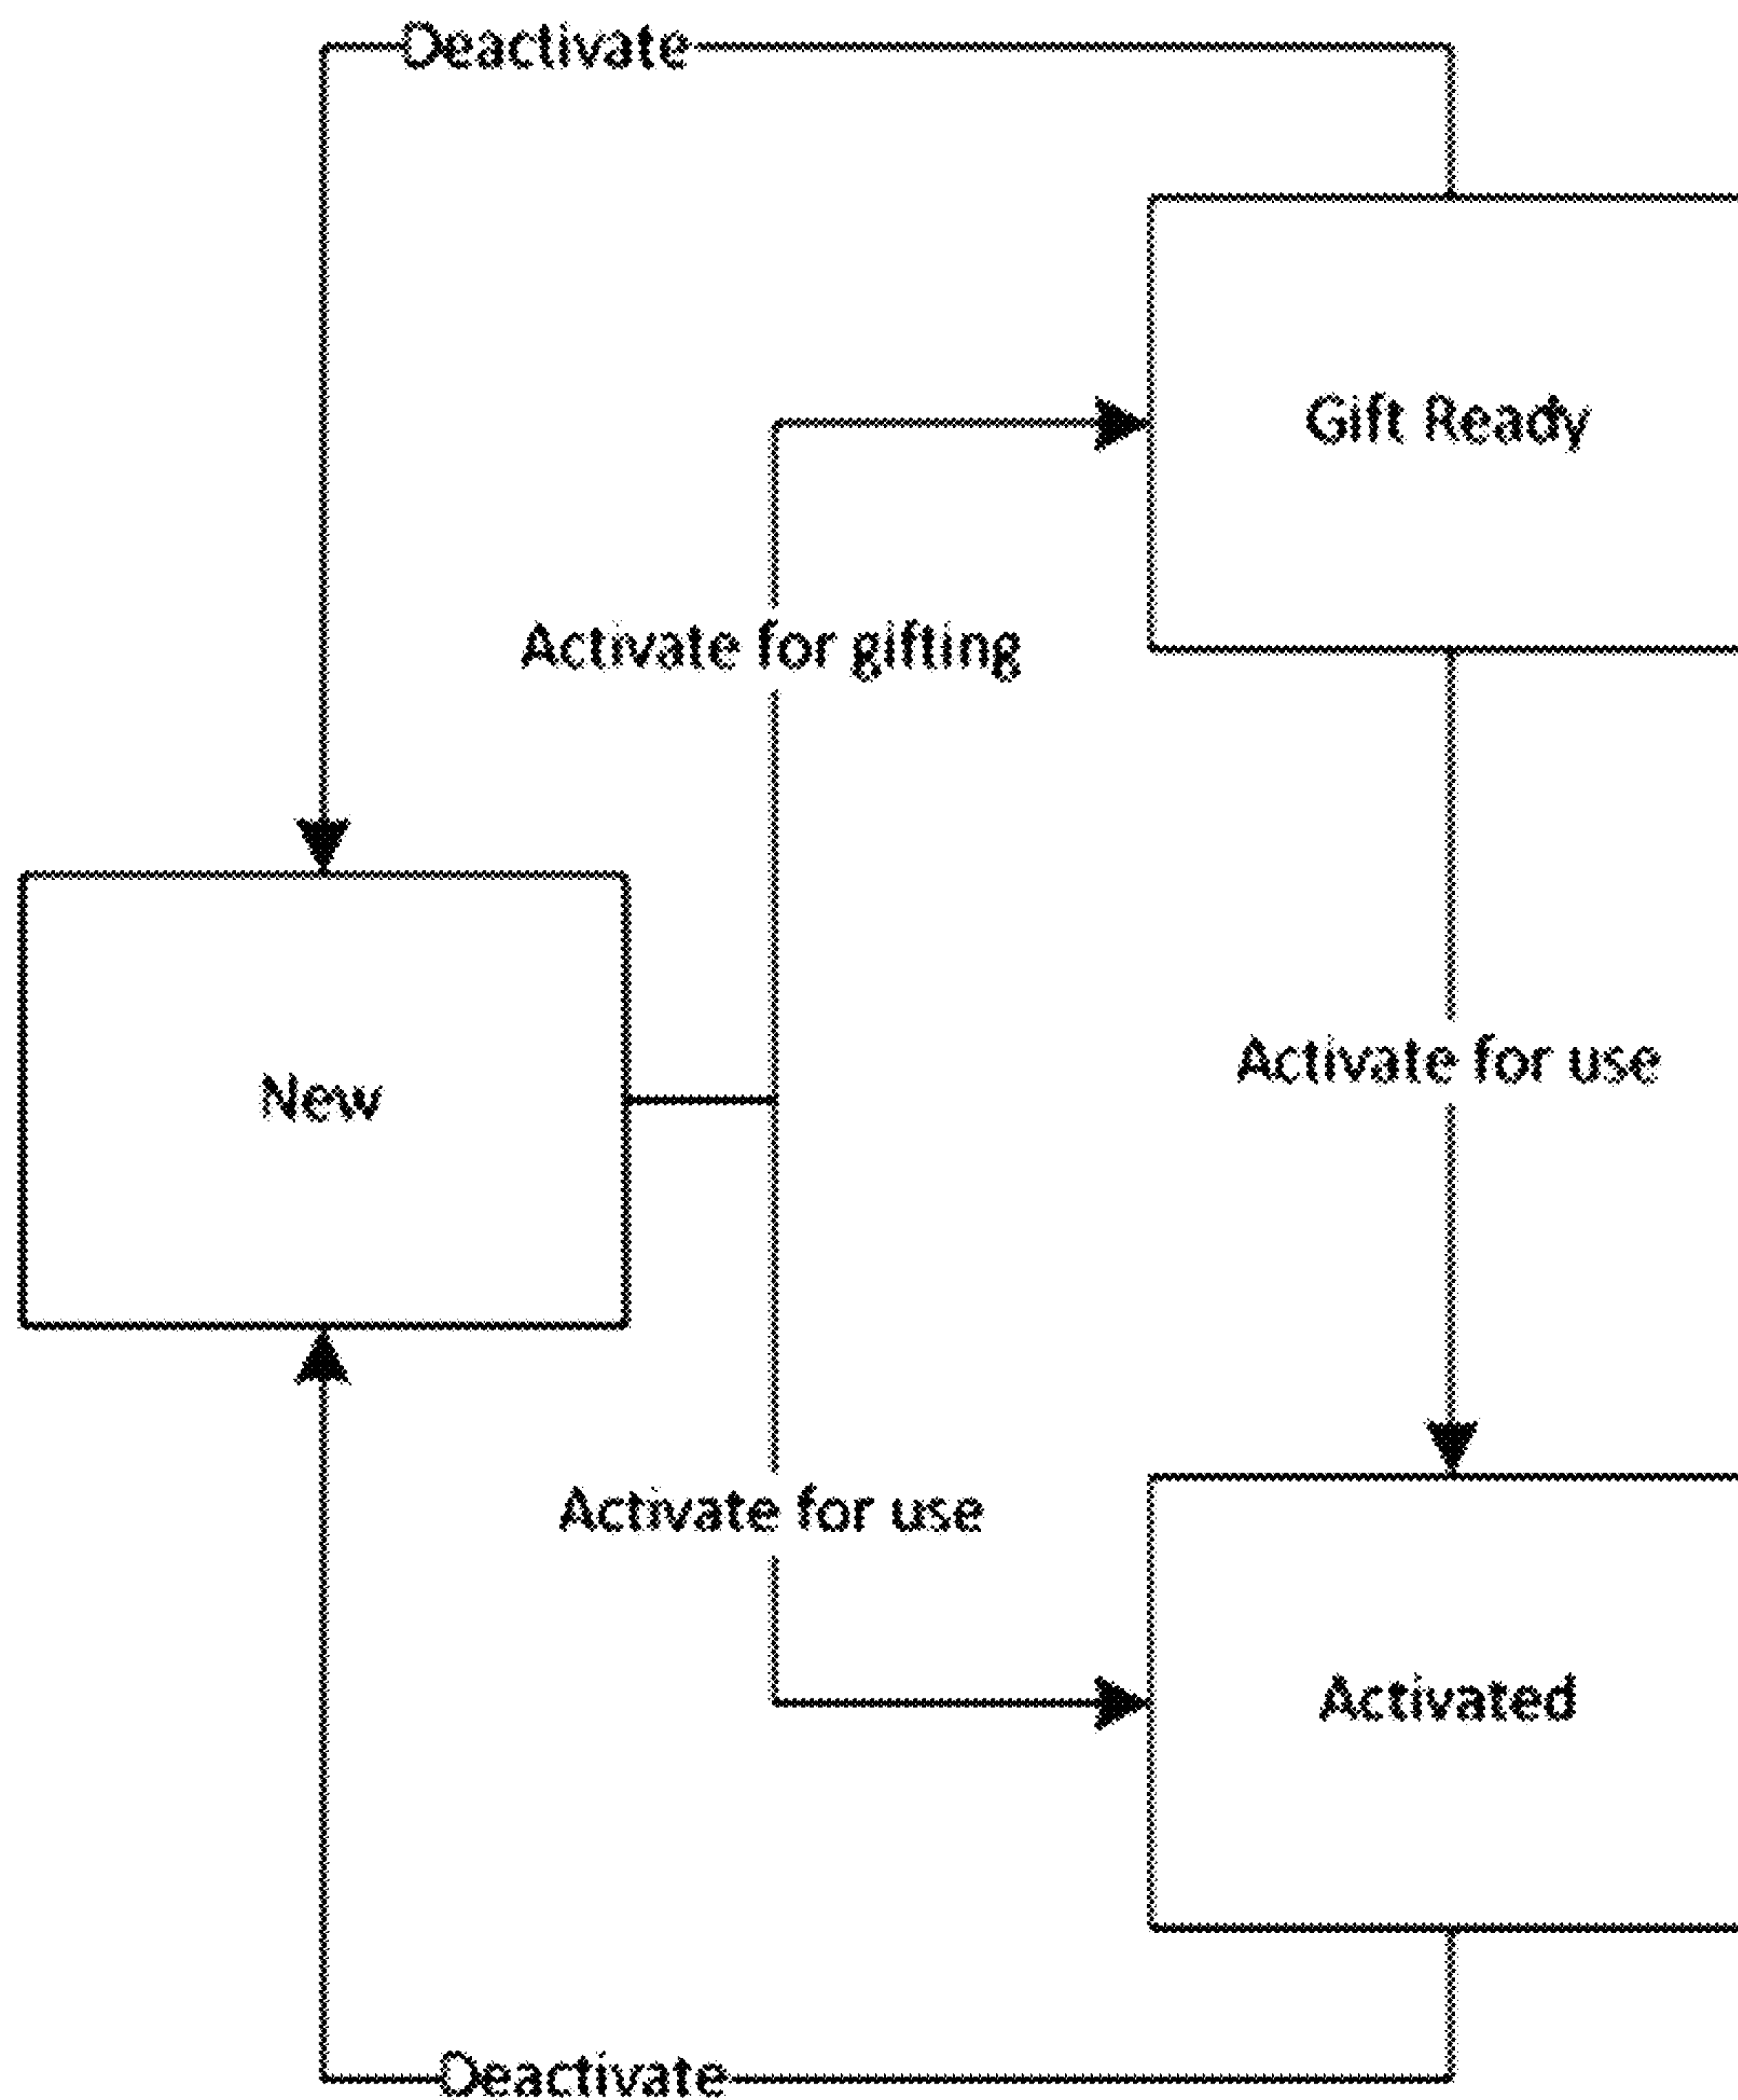 Deactivate
Gift Ready
Activate for gifting
Activate for use
New
Activate for use
Activated
Deactivate